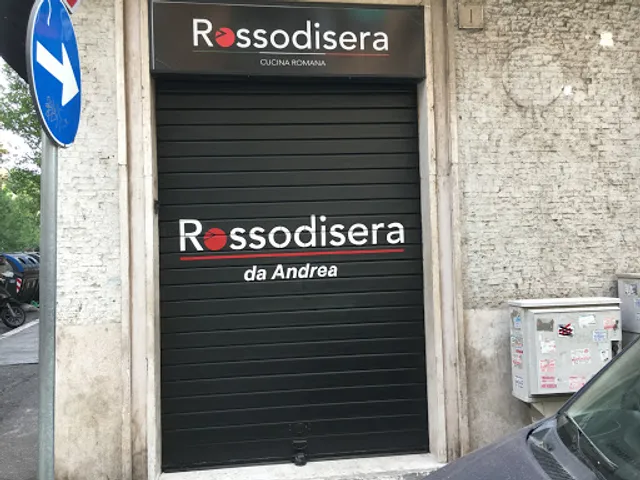 Rossodisera
CUCINA ROMANA
Rossodisera
da Andrea